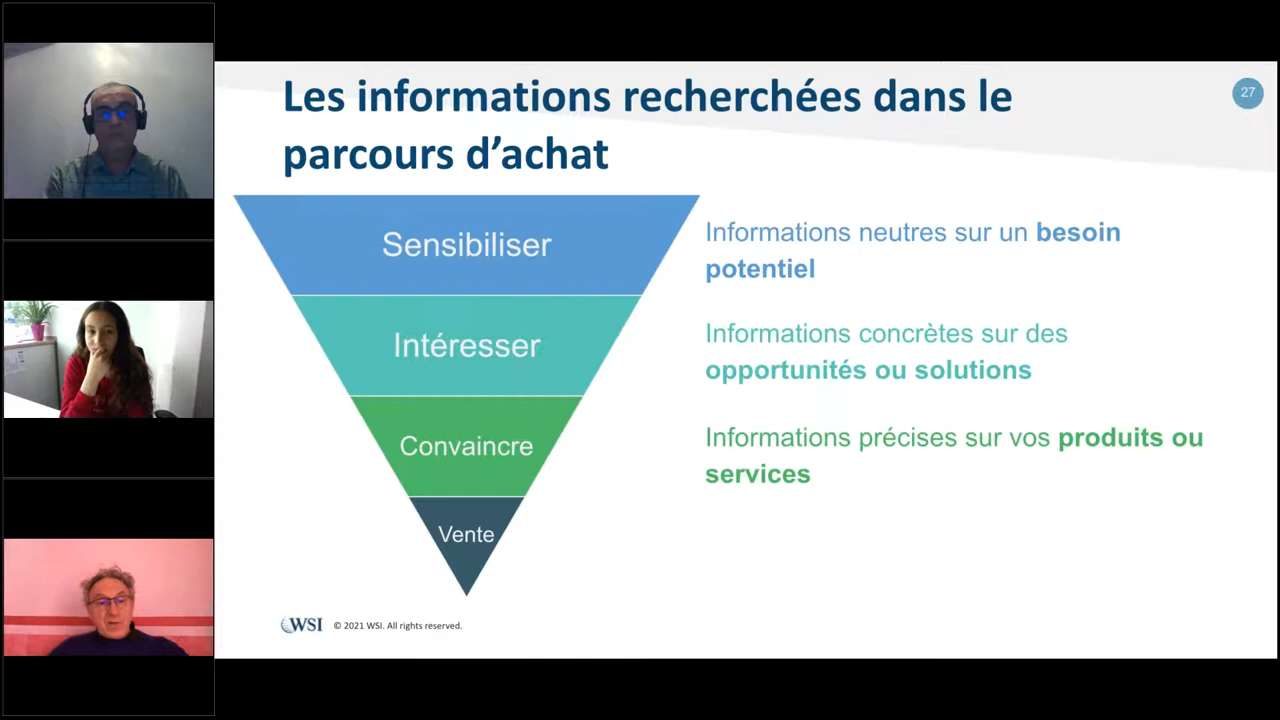 Les informations recherchées dans le
parcours d’achat
27
Sensibiliser
Informations neutres sur un besoin
potentiel
Intéresser
Informations concrètes sur des
opportunités ou solutions
Convaincre
Informations précises sur vos produits ou
services
Vente
WSI © 2021 WSI. All rights reserved.